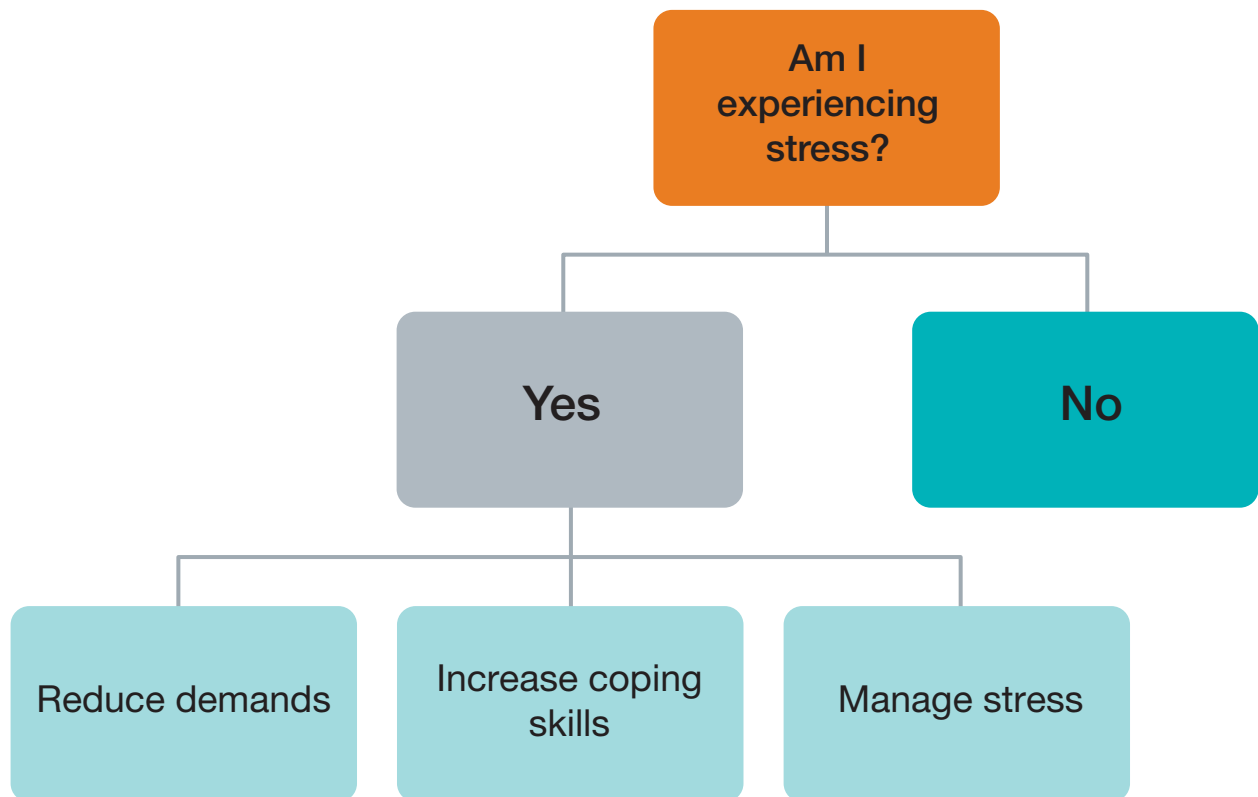 Am I
experiencing
stress?
Yes
No
Reduce demands
Increase coping
skills
Manage stress